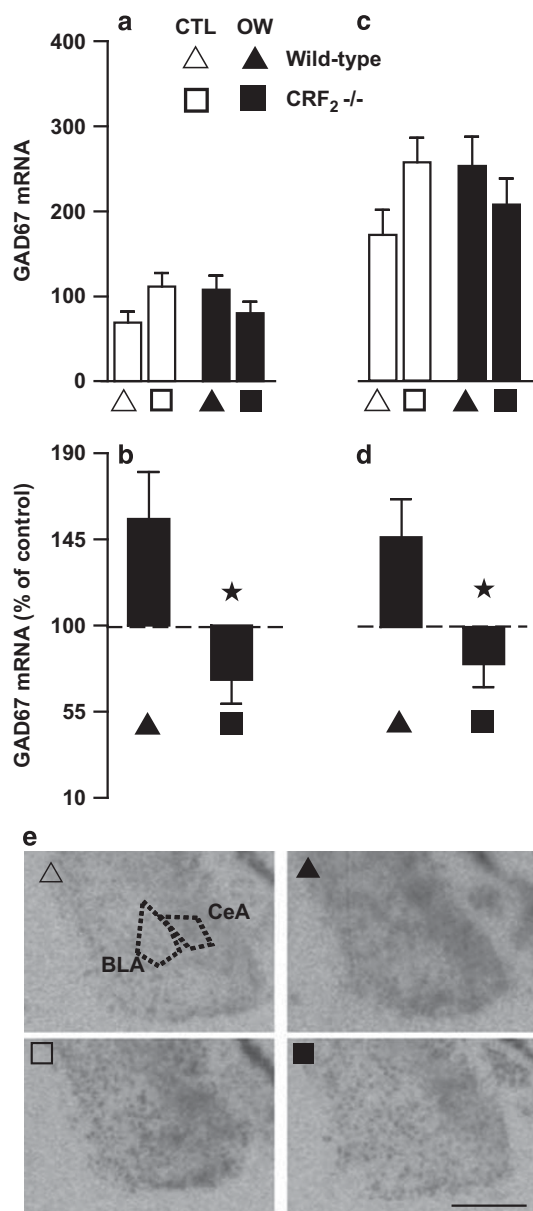 a
CTL OW
c
Wild-type
CRF₂ -/-
GAD67 mRNA
400
300
200
100
0
b
d
GAD67 mRNA (% of control)
190
145
100
55
10
e
CeA
BLA